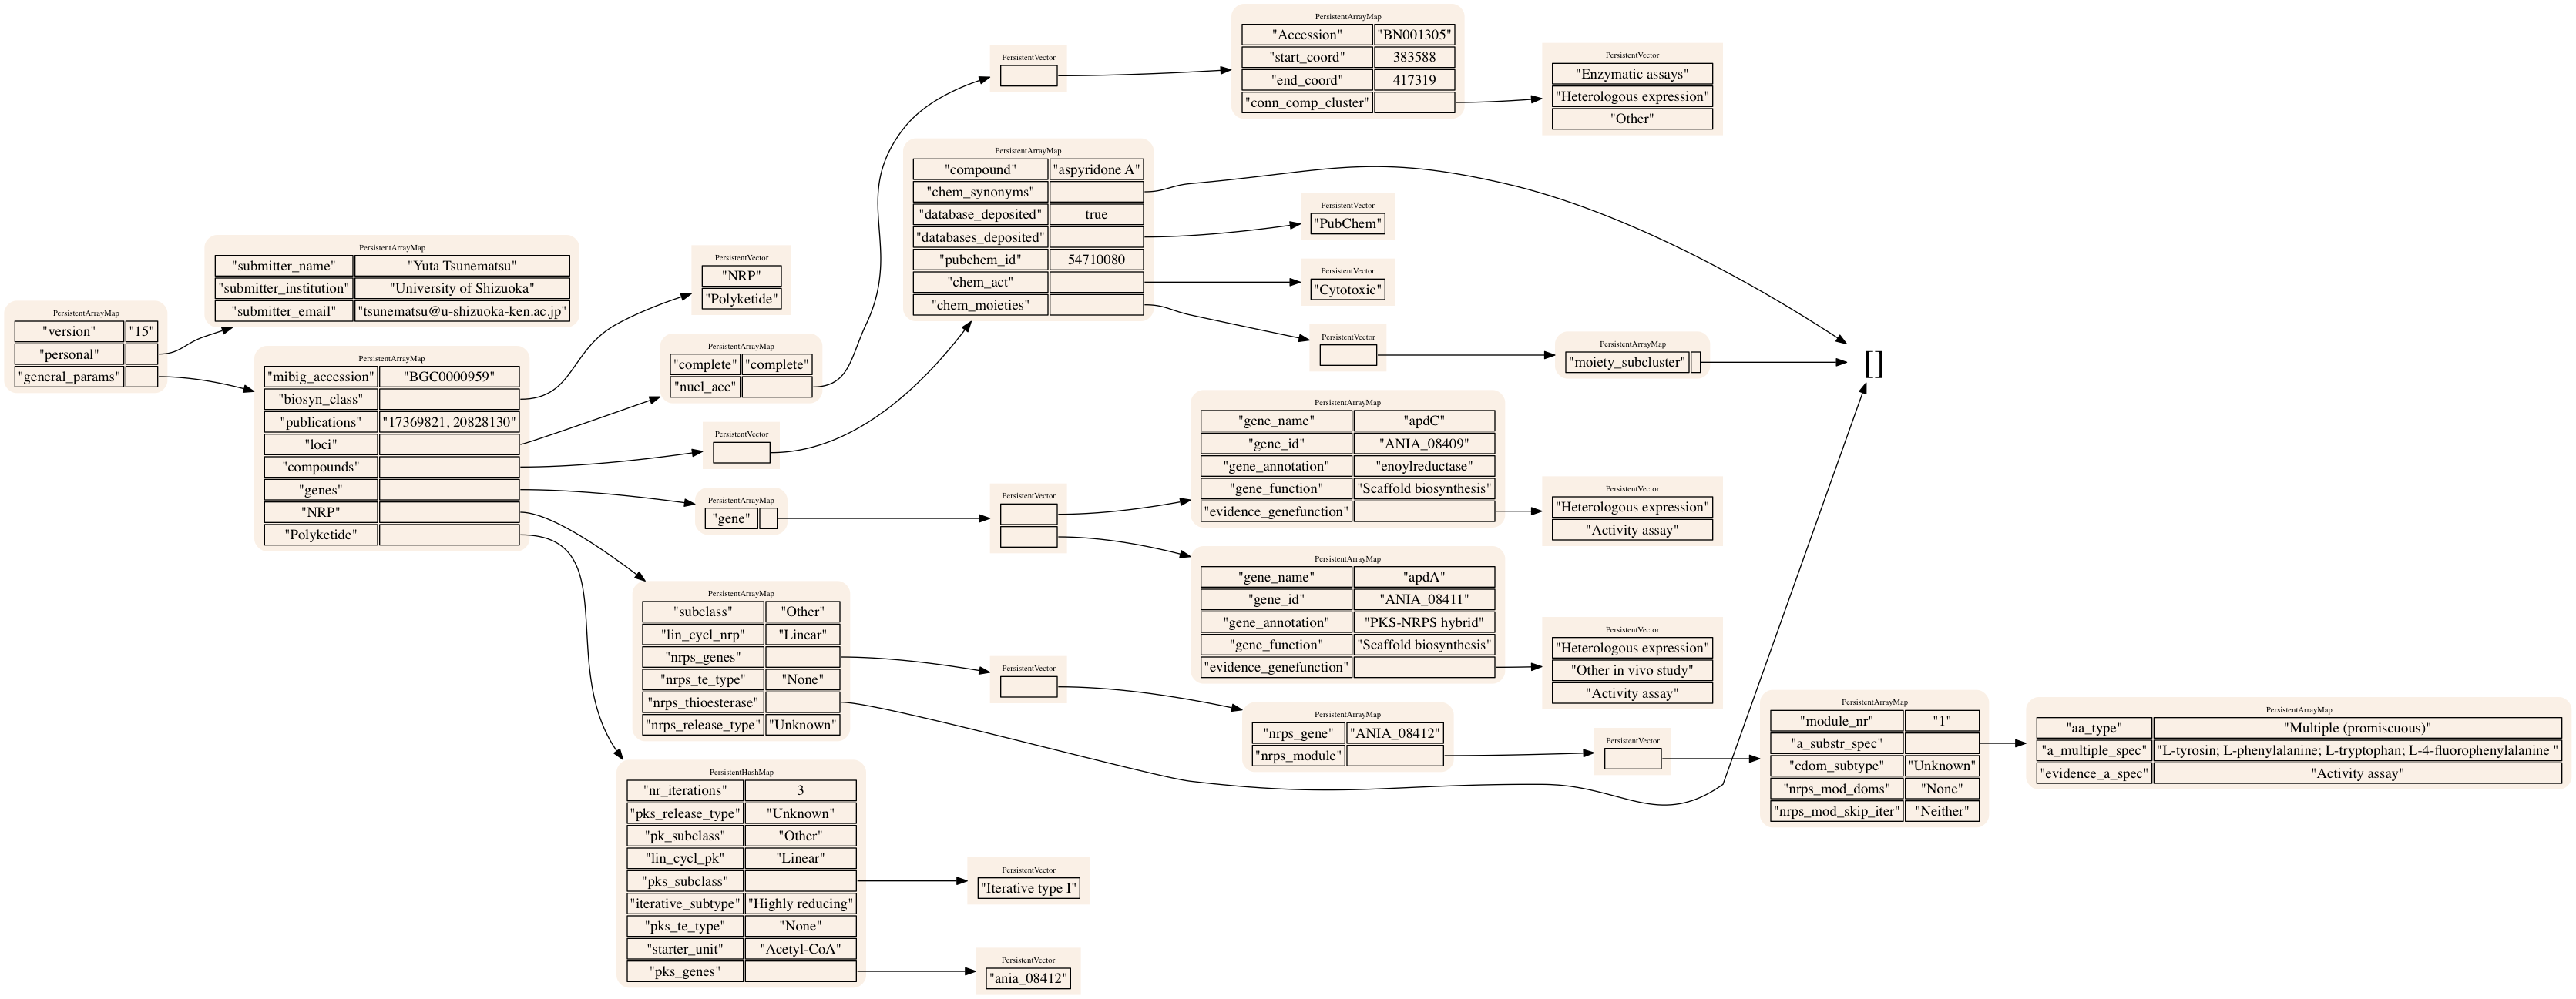 PersistentArrayMap
"version" "15"
"personal"
"general_params"
PersistentArrayMap
"submitter_name" "Yuta Tsunematsu"
"submitter_institution" "University of Shizuoka"
"submitter_email" "tsunematsu@u-shizuoka-ken.ac.jp"
PersistentArrayMap
"mibig_accession" "BGC0000959"
"biosyn_class"
"publications" "17369821, 20828130"
"loci"
"compounds"
"genes"
"NRP"
"Polyketide"
PersistentVector
"NRP"
"Polyketide"
PersistentArrayMap
"complete" "complete"
"nucl_acc"
PersistentVector
PersistentArrayMap
"Accession" "BN001305"
"start_coord" 383588
"end_coord" 417319
"conn_comp_cluster"
PersistentVector
"Enzymatic assays"
"Heterologous expression"
"Other"
PersistentVector
PersistentArrayMap
"compound" "aspyridone A"
"chem_synonyms"
"database_deposited" true
"databases_deposited"
"pubchem_id" 54710080
"chem_act"
"chem_moieties"
PersistentVector
"PubChem"
PersistentVector
"Cytotoxic"
PersistentVector
PersistentArrayMap
"moiety_subcluster"
[]
PersistentArrayMap
"gene"
PersistentVector
PersistentArrayMap
"gene_name" "apdC"
"gene_id" "ANIA_08409"
"gene_annotation" "enoylreductase"
"gene_function" "Scaffold biosynthesis"
"evidence_genefunction"
PersistentVector
"Heterologous expression"
"Activity assay"
PersistentArrayMap
"gene_name" "apdA"
"gene_id" "ANIA_08411"
"gene_annotation" "PKS-NRPS hybrid"
"gene_function" "Scaffold biosynthesis"
"evidence_genefunction"
PersistentVector
"Heterologous expression"
"Other in vivo study"
"Activity assay"
PersistentArrayMap
"subclass" "Other"
"lin_cycl_nrp" "Linear"
"nrps_genes"
"nrps_te_type" "None"
"nrps_thioesterase"
"nrps_release_type" "Unknown"
PersistentVector
PersistentArrayMap
"nrps_gene" "ANIA_08412"
"nrps_module"
PersistentVector
PersistentArrayMap
"module_nr" "1"
"a_substr_spec"
"cdom_subtype" "Unknown"
"nrps_mod_doms" "None"
"nrps_mod_skip_iter" "Neither"
PersistentArrayMap
"aa_type" "Multiple (promiscuous)"
"a_multiple_spec" "L-tyrosin; L-phenylalanine; L-tryptophan; L-4-fluorophenylalanine "
"evidence_a_spec" "Activity assay"
PersistentHashMap
"nr_iterations" 3
"pks_release_type" "Unknown"
"pk_subclass" "Other"
"lin_cycl_pk" "Linear"
"pks_subclass"
"iterative_subtype" "Highly reducing"
"pks_te_type" "None"
"starter_unit" "Acetyl-CoA"
"pks_genes"
PersistentVector
"Iterative type I"
PersistentVector
"ania_08412"